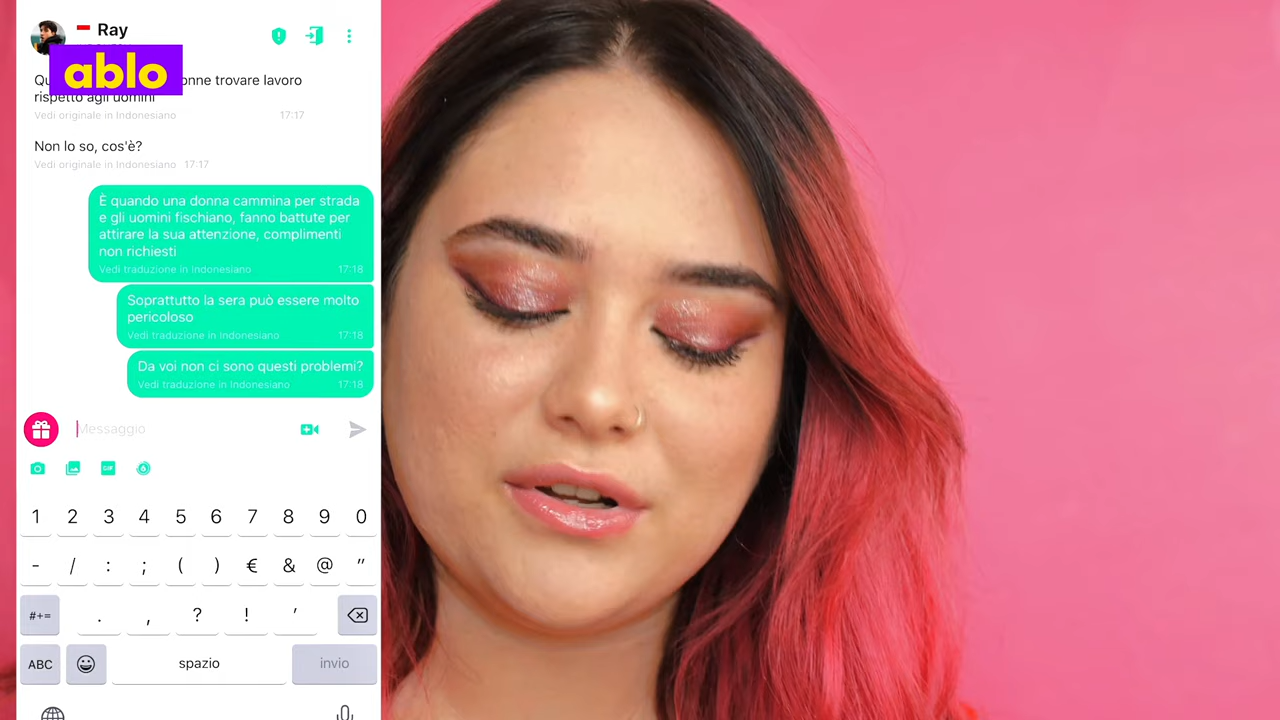 Ray
ablo
Qu onne trovare lavoro
rispetto agli uomini
Vedi originale in Indonesiano 17:17
Non lo so, cos'è?
Vedi originale in Indonesiano 17:17
È quando una donna cammina per strada
e gli uomini fischiano, fanno battute per
attirare la sua attenzione, complimenti
non richiesti
Vedi traduzione in Indonesiano 17:18
Soprattutto la sera può essere molto
pericoloso
Vedi traduzione in Indonesiano 17:18
Da voi non ci sono questi problemi?
Vedi traduzione in Indonesiano 17:18
Messaggio
GIF
1 2 3 4 5 6 7 8 9 0
- / : ; ( ) € & @ "
#+= . , ? ! '
ABC spazio invio